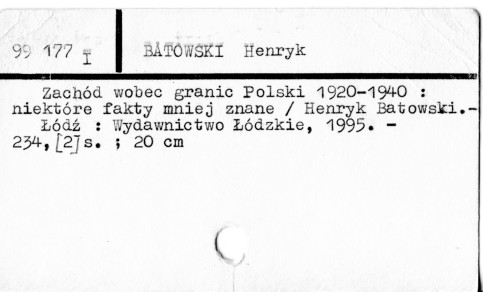 99 177 I BATOWSKI Henryk
Zachód wobec granic Polski 1920-1940 :
niektóre fakty mniej znane / Henryk Batowski.-
Łódź : Wydawnictwo Łódzkie, 1995. -
234,[2]s. ; 20 cm